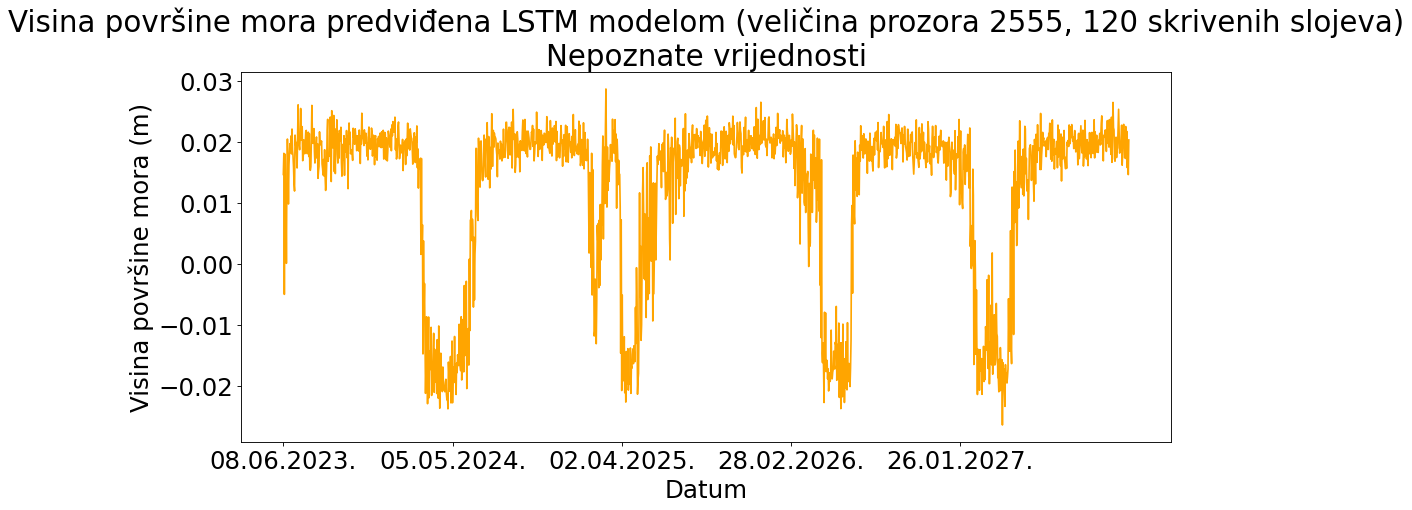 Visina površine mora predviđena LSTM modelom (veličina prozora 2555, 120 skrivenih slojeva)
Nepoznate vrijednosti
Visina površine mora (m)
0.03
0.02
0.01
0.00
−0.01
−0.02
08.06.2023. 05.05.2024. 02.04.2025. 28.02.2026. 26.01.2027.
Datum